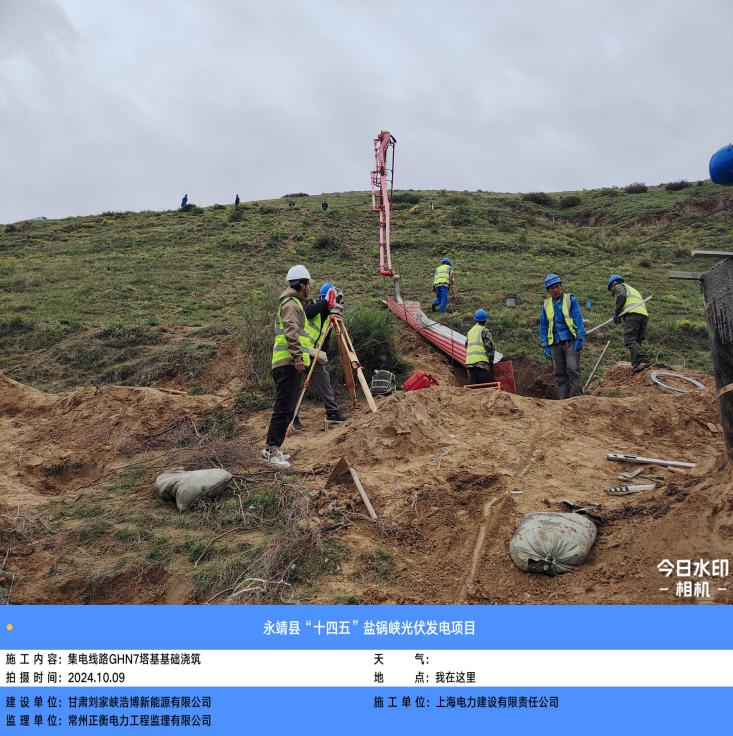 今日水印
相机
永靖县“十四五”盐锅峡光伏发电项目
施工内容：集电线路GHN7塔基基础浇筑
天气：
拍摄时间：2024.10.09
地点：我在这里
建设单位：甘肃刘家峡浩博新能源有限公司
施工单位：上海电力建设有限责任公司
监理单位：常州正衡电力工程监理有限公司